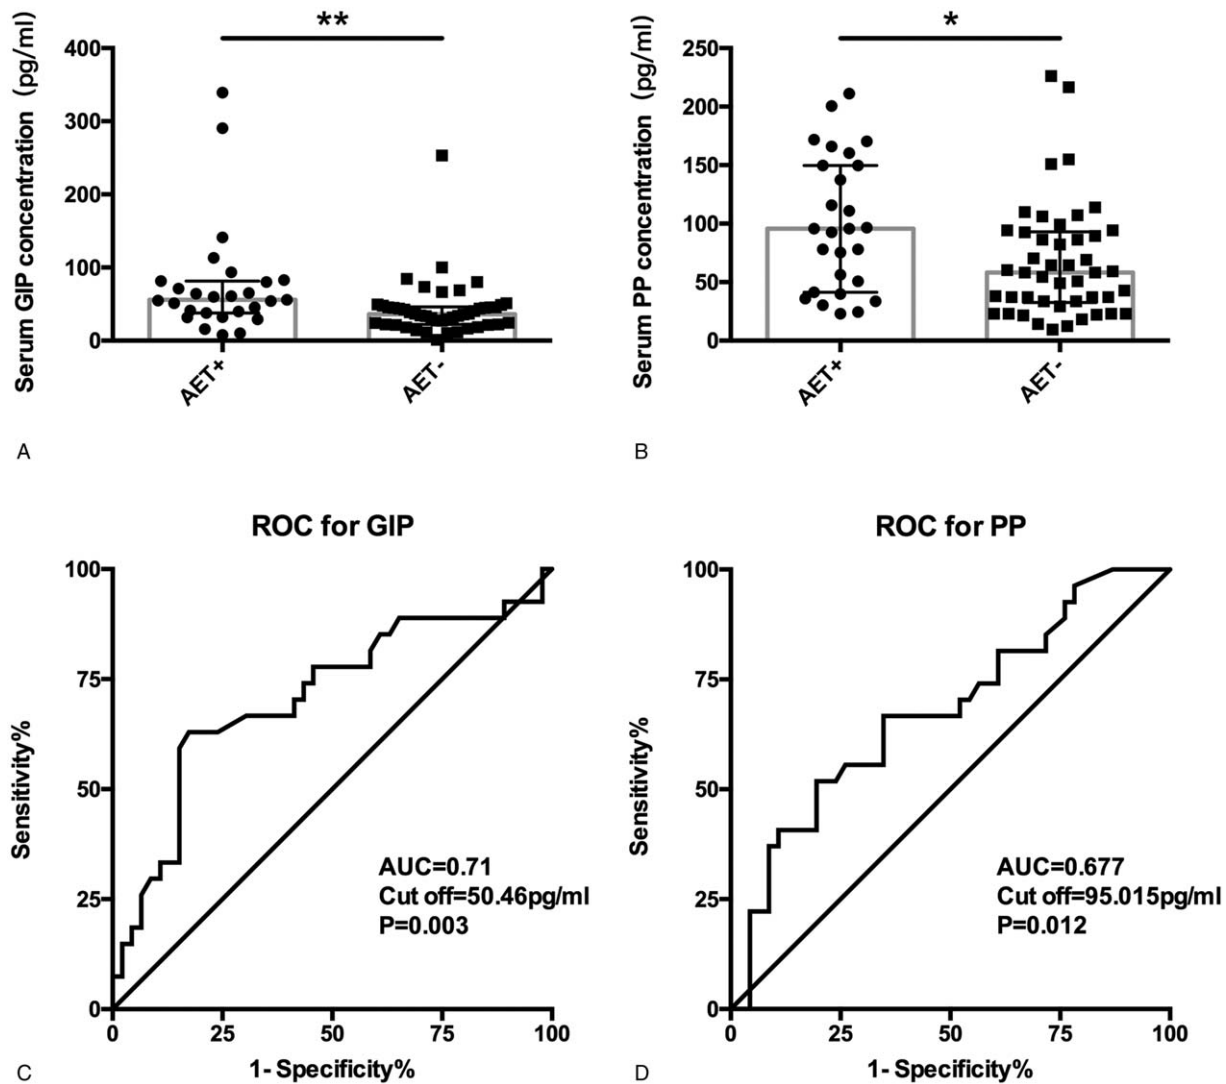 **
400
300
200
100
0
Serum GIP concentration (pg/ml)
AET+
AET-
A
*
250
200
150
100
50
0
Serum PP concentration (pg/ml)
AET+
AET-
B
ROC for GIP
100
75
50
25
0
Sensitivity%
AUC=0.71
Cut off=50.46pg/ml
P=0.003
0
25
50
75
100
1- Specificity%
C
ROC for PP
100
75
50
25
0
Sensitivity%
AUC=0.677
Cut off=95.015pg/ml
P=0.012
0
25
50
75
100
1- Specificity%
D